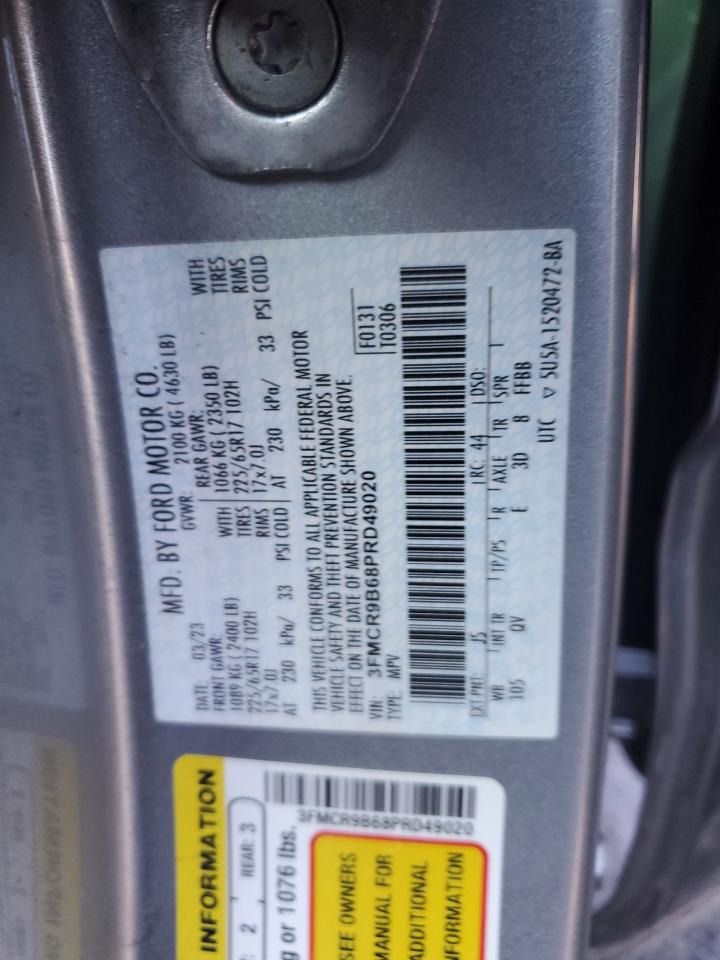 MFD. BY FORD MOTOR CO.
DATE: 03/23
GVWR: 2100 KG ( 4630 LB)
FRONT GAWR:
1089 KG ( 2400 LB) WITH
225/65R17 102H TIRES
17x7.0J RIMS
AT 230 kPa/ 33 PSI COLD
REAR GAWR: WITH
1066 KG ( 2350 LB) TIRES
225/65R17 102H RIMS
17x7.0J
AT 230 kPa/ 33 PSI COLD
THIS VEHICLE CONFORMS TO ALL APPLICABLE FEDERAL MOTOR
VEHICLE SAFETY AND THEFT PREVENTION STANDARDS IN
EFFECT ON THE DATE OF MANUFACTURE SHOWN ABOVE.
VIN: 3FMCR9B68PRD49020
TYPE: MPV
F0131
T0306
EXT PNT: JS RC: 44 DSO:
WB INT TR TP/PS R AXLE TR SPR
105 QV E 3D 8 FFBB
UTC ▽ 5U5A-1520472-BA
INFORMATION
2 REAR: 3
or 1076 lbs.
3FMCR9B68PRD49020
SEE OWNERS
MANUAL FOR
ADDITIONAL